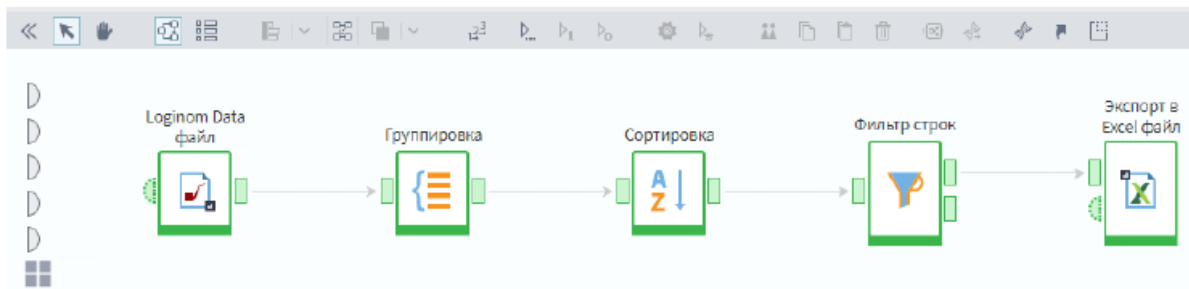 Loginom Data
файл
Группировка
Сортировка
Фильтр строк
Экспорт в
Excel файл